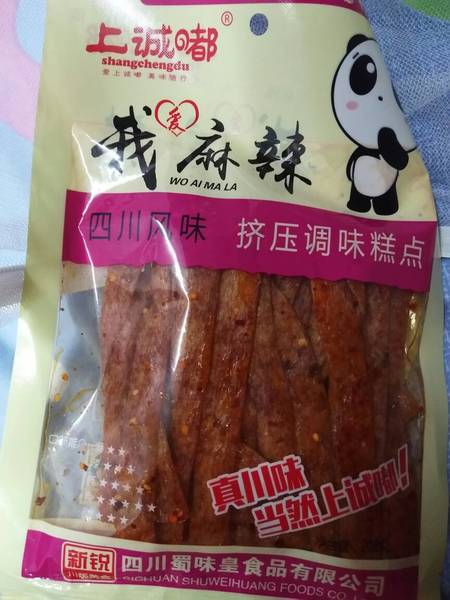 上诚嘟®
shangchengdu
爱上诚嘟 美味随行
我爱麻辣
WO AI MA LA
四川风味 挤压调味糕点
真川味
当然上诚嘟!
新锐
四川蜀味皇食品有限公司
SICHUAN SHUWEIHUANG FOODS CO.